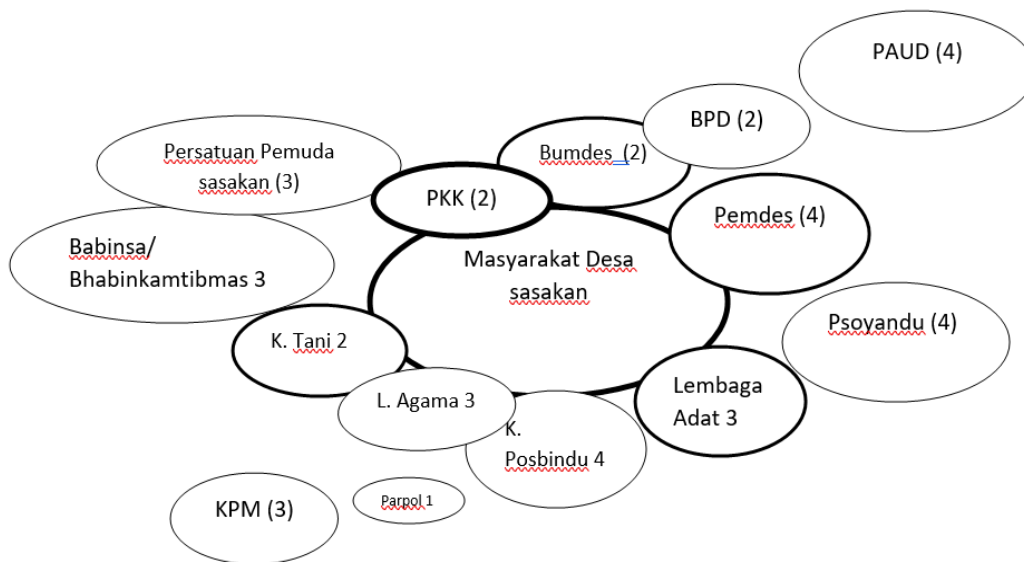 PAUD (4)
BPD (2)
Persatuan Pemuda
sasakan (3)
Bumdes (2)
PKK (2)
Pemdes (4)
Babinsa/
Bhabinkamtibmas 3
Masyarakat Desa
sasakan
Psoyandu (4)
K. Tani 2
L. Agama 3
Lembaga
Adat 3
K.
Posbindu 4
KPM (3)
Parpol 1